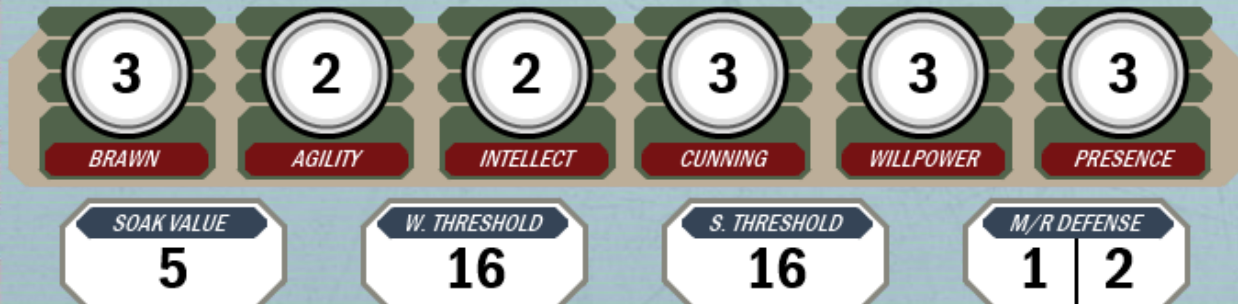 3 2 2 3 3 3
BRAWN AGILITY INTELLECT CUNNING WILLPOWER PRESENCE
SOAK VALUE W. THRESHOLD S. THRESHOLD M/R DEFENSE
5 16 16 1 2